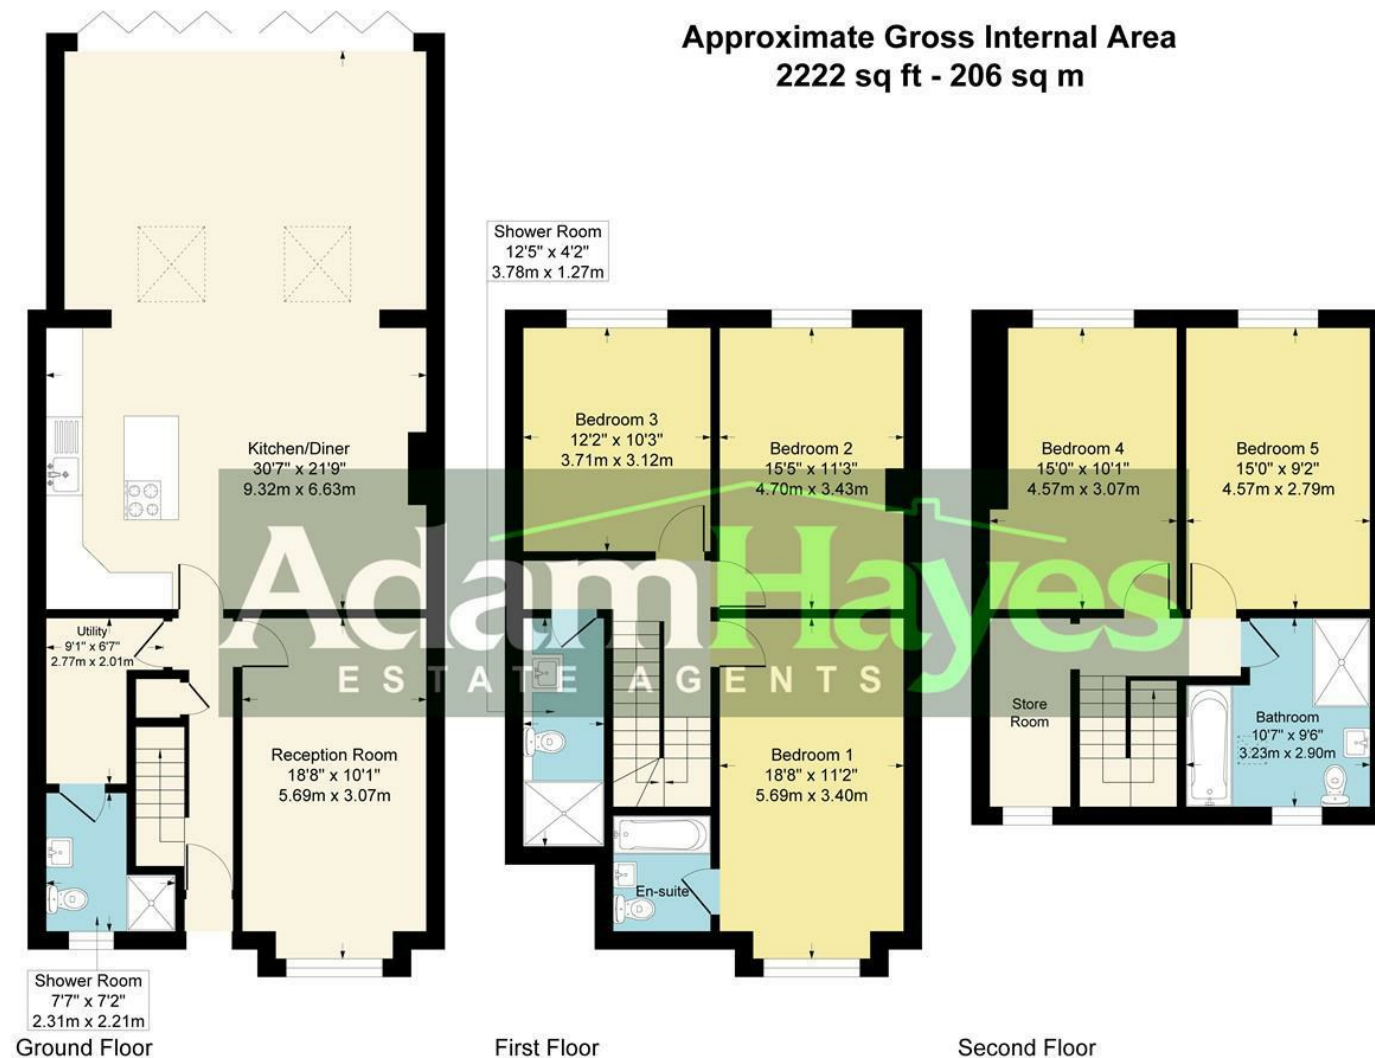 Approximate Gross Internal Area
2222 sq ft - 206 sq m
Shower Room
12'5" x 4'2"
3.78m x 1.27m
Kitchen/Diner
30'7" x 21'9"
9.32m x 6.63m
Bedroom 3
12'2" x 10'3"
3.71m x 3.12m
Bedroom 2
15'5" x 11'3"
4.70m x 3.43m
Bedroom 4
15'0" x 10'1"
4.57m x 3.07m
Bedroom 5
15'0" x 9'2"
4.57m x 2.79m
AdamHayes
ESTATE AGENTS
Utility
9'1" x 6'7"
2.77m x 2.01m
Reception Room
18'8" x 10'1"
5.69m x 3.07m
Bedroom 1
18'8" x 11'2"
5.69m x 3.40m
Store
Room
Bathroom
10'7" x 9'6"
3.23m x 2.90m
En-suite
Shower Room
7'7" x 7'2"
2.31m x 2.21m
Ground Floor
First Floor
Second Floor